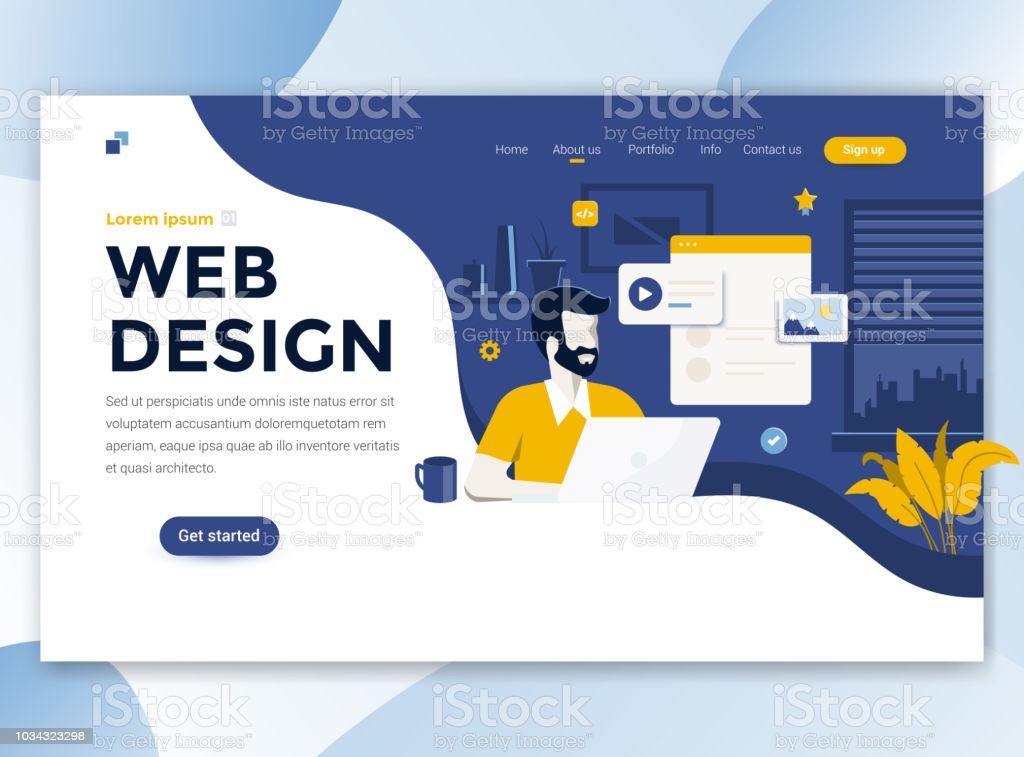 Home About us Portfolio Info Contact us Sign up
Lorem ipsum 01
WEB
DESIGN
Sed ut perspiciatis unde omnis iste natus error sit
voluptatem accusantium doloremquetotam rem
aperiam, eaque ipsa quae ab illo inventore veritatis
et quasi architecto.
Get started
</>
iStock
by Getty Images™
1034323298